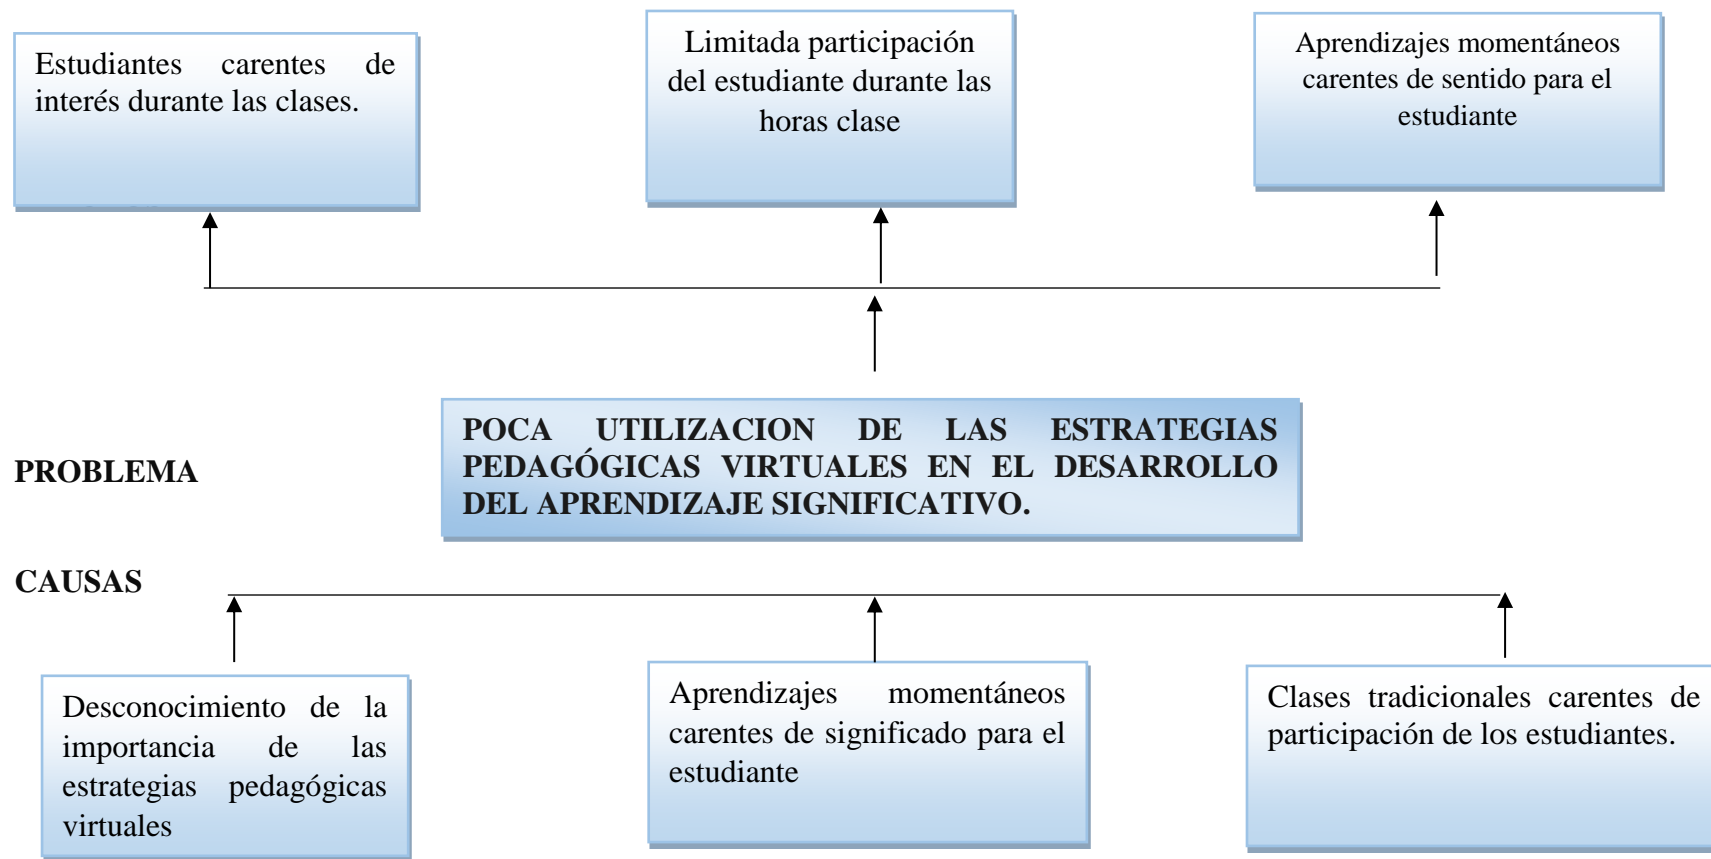 Estudiantes carentes de
interés durante las clases.
Limitada participación
del estudiante durante las
horas clase
Aprendizajes momentáneos
carentes de sentido para el
estudiante
PROBLEMA
POCA UTILIZACION DE LAS ESTRATEGIAS
PEDAGÓGICAS VIRTUALES EN EL DESARROLLO
DEL APRENDIZAJE SIGNIFICATIVO.
CAUSAS
Desconocimiento de la
importancia de las
estrategias pedagógicas
virtuales
Aprendizajes momentáneos
carentes de significado para el
estudiante
Clases tradicionales carentes de
participación de los estudiantes.